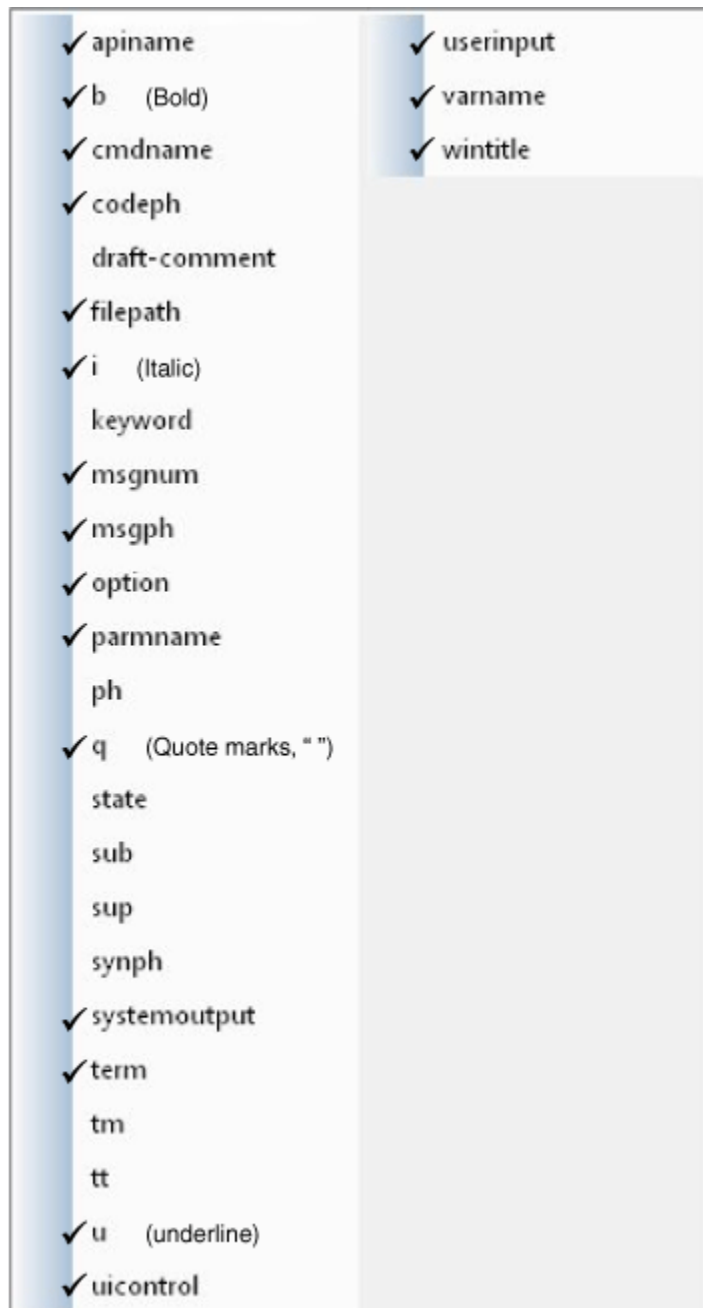 ✓ apiname
✓ b (Bold)
✓ cmdname
✓ codeph
draft-comment
✓ filepath
✓ i (Italic)
keyword
✓ msgnum
✓ msgph
✓ option
✓ parmname
ph
✓ q (Quote marks, “ ”)
state
sub
sup
synph
✓ systemoutput
✓ term
tm
tt
✓ u (underline)
✓ uicontrol
✓ userinput
✓ varname
✓ wintitle